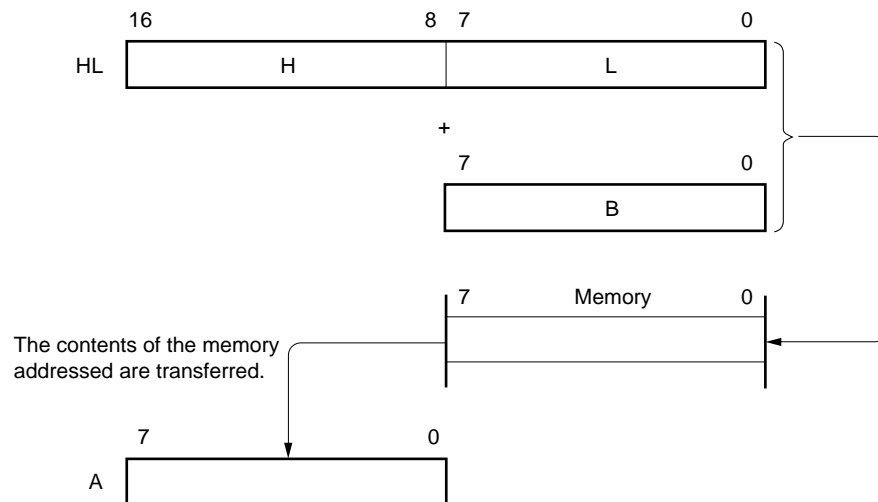 16 8 7 0
HL H L
+
7 0
B
7 Memory 0
The contents of the memory
addressed are transferred.
7 0
A